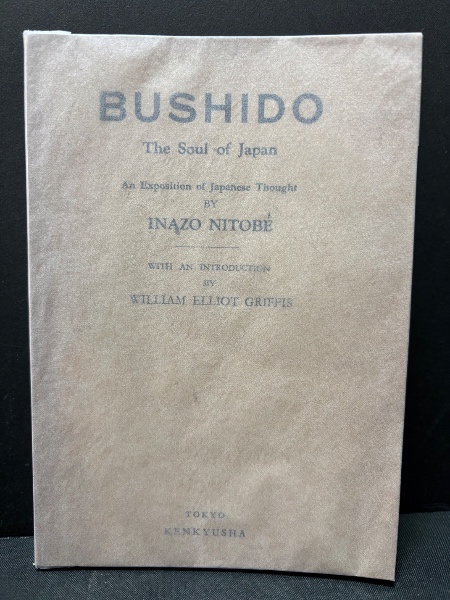 BUSHIDO
The Soul of Japan
An Exposition of Japanese Thought
BY
INAZO NITOBÉ
WITH AN INTRODUCTION
BY
WILLIAM ELLIOT GRIFFIS
TOKYO
KENKYUSHA